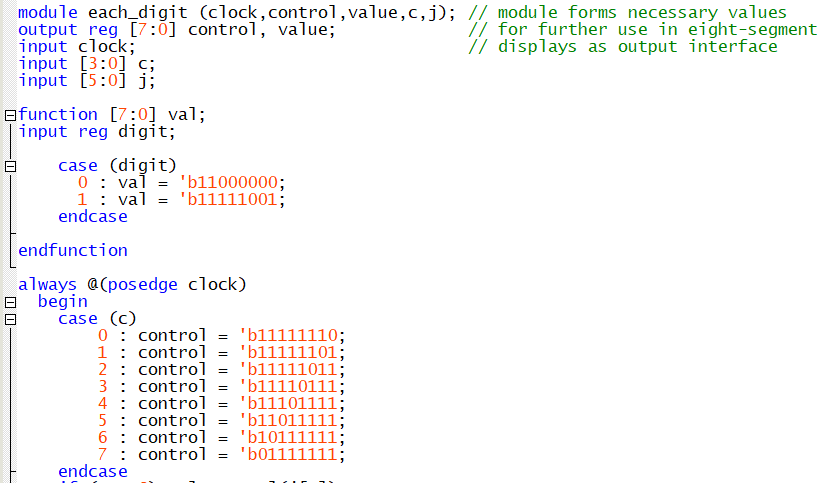 module each_digit (clock,control,value,c,j); // module forms necessary values
output reg [7:0] control, value; // for further use in eight-segment
input clock; // displays as output interface
input [3:0] c;
input [5:0] j;
function [7:0] val;
input reg digit;
case (digit)
0 : val = 'b11000000;
1 : val = 'b11111001;
endcase
endfunction
always @(posedge clock)
begin
case (c)
0 : control = 'b11111110;
1 : control = 'b11111101;
2 : control = 'b11111011;
3 : control = 'b11110111;
4 : control = 'b11101111;
5 : control = 'b11011111;
6 : control = 'b10111111;
7 : control = 'b01111111;
endcase